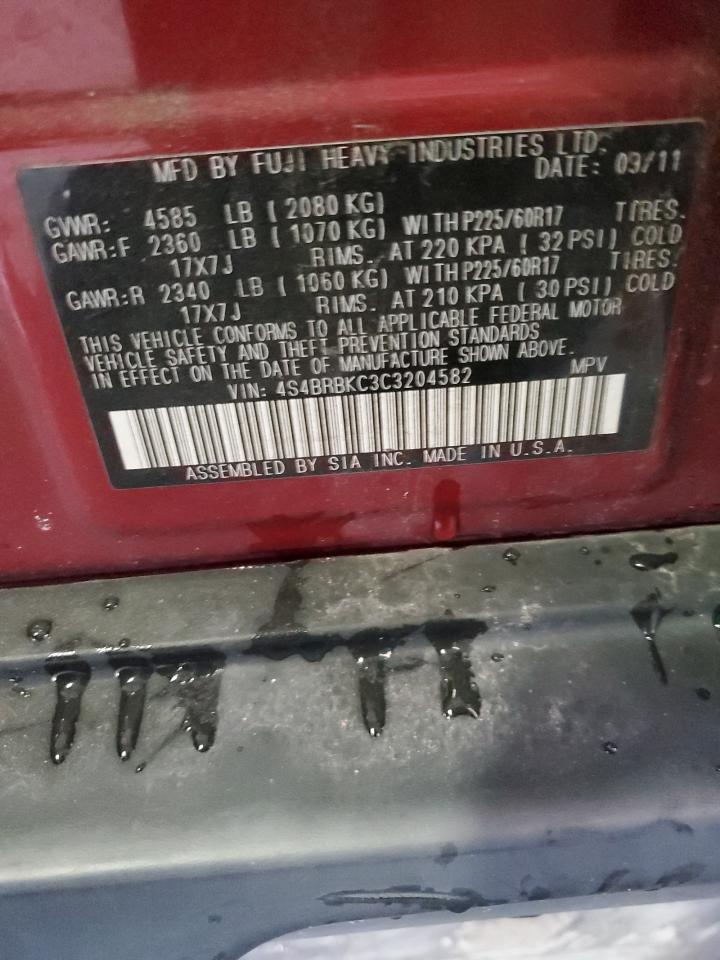 MFD BY FUJI HEAVY INDUSTRIES LTD.
DATE: 03/11
GVWR: 4585 LB ( 2080 KG)
GAWR:F 2360 LB ( 1070 KG) WITH P225/60R17 TIRES.
17X7J RIMS. AT 220 KPA ( 32 PSI) COLD
GAWR:R 2340 LB ( 1060 KG) WITH P225/60R17 TIRES.
17X7J RIMS. AT 210 KPA ( 30 PSI) COLD
THIS VEHICLE CONFORMS TO ALL APPLICABLE FEDERAL MOTOR
VEHICLE SAFETY AND THEFT PREVENTION STANDARDS
IN EFFECT ON THE DATE OF MANUFACTURE SHOWN ABOVE.
VIN: 4S4BRBKC3C3204582 MPV
ASSEMBLED BY SIA INC. MADE IN U.S.A.